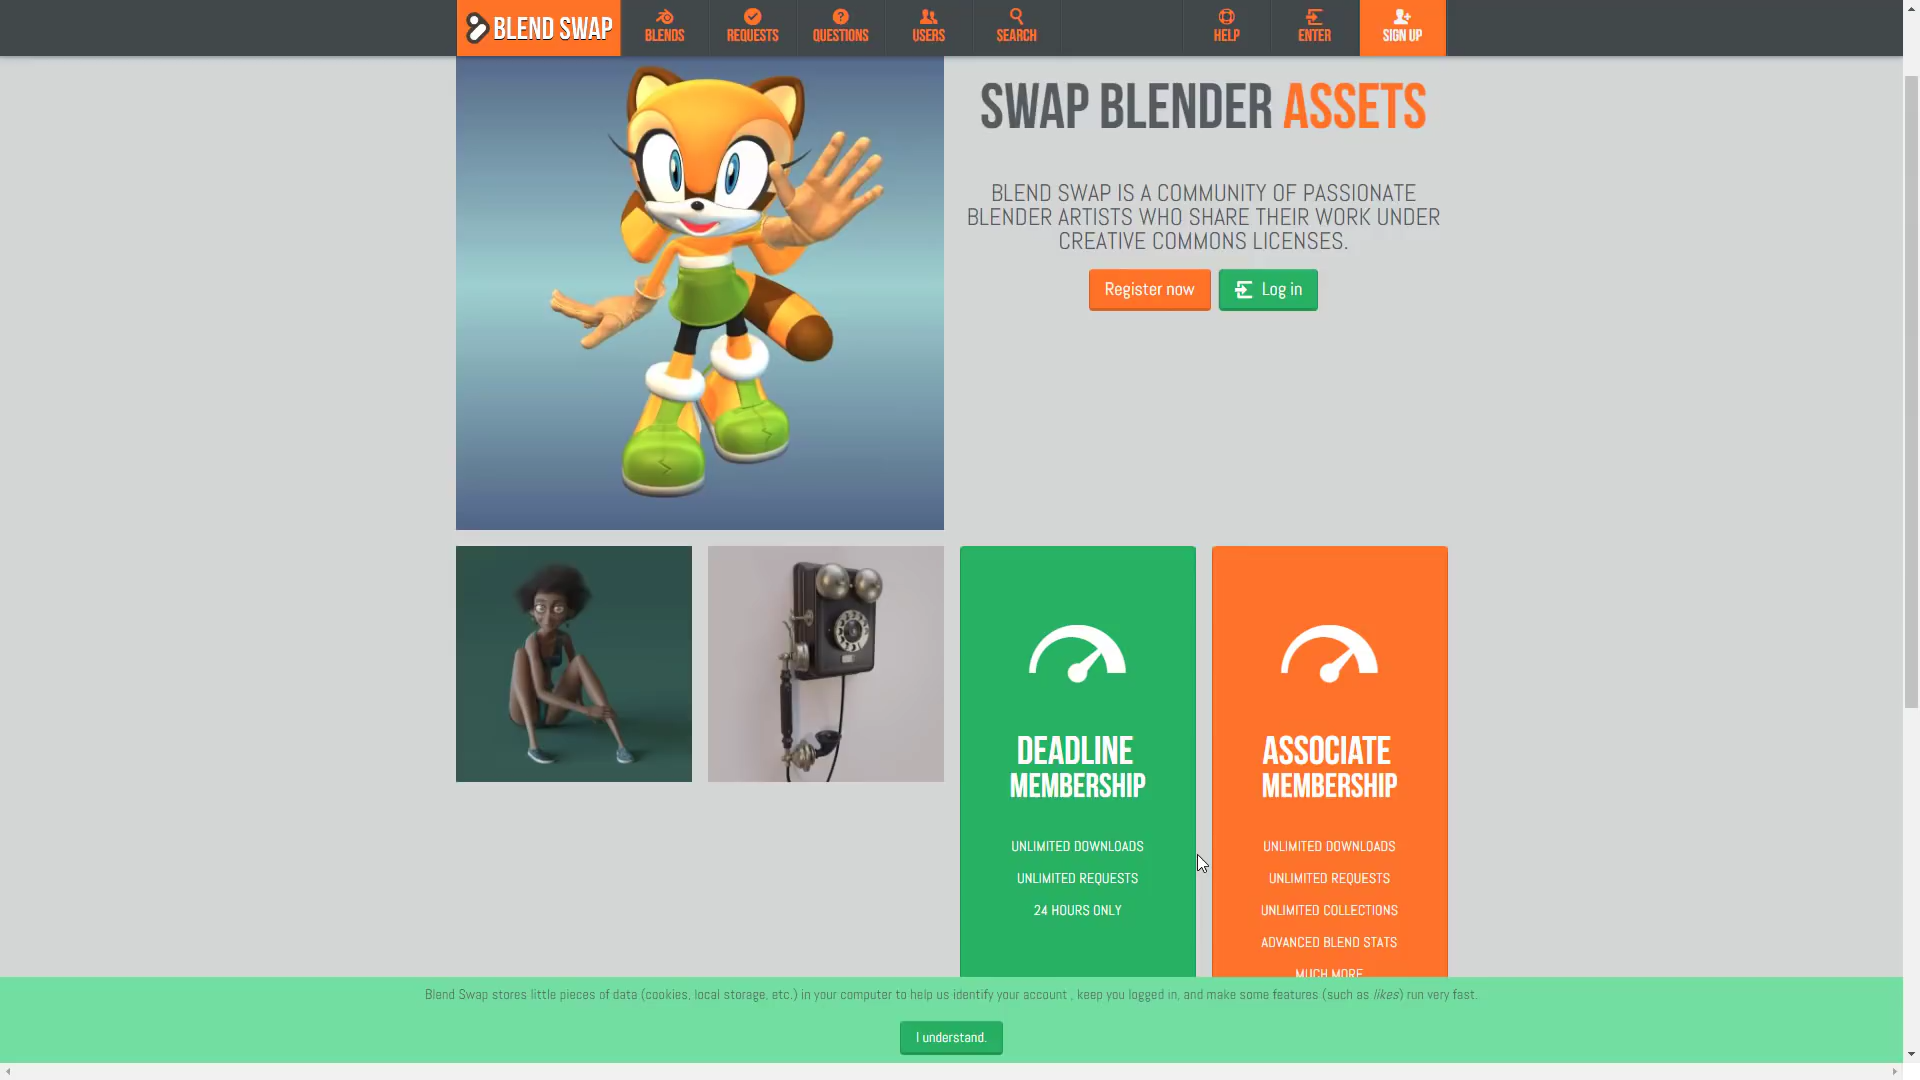 BLEND SWAP
BLENDS
REQUESTS
QUESTIONS
USERS
SEARCH
HELP
ENTER
SIGN UP
SWAP BLENDER ASSETS
BLEND SWAP IS A COMMUNITY OF PASSIONATE
BLENDER ARTISTS WHO SHARE THEIR WORK UNDER
CREATIVE COMMONS LICENSES.
Register now
Log in
DEADLINE
MEMBERSHIP
UNLIMITED DOWNLOADS
UNLIMITED REQUESTS
24 HOURS ONLY
ASSOCIATE
MEMBERSHIP
UNLIMITED DOWNLOADS
UNLIMITED REQUESTS
UNLIMITED COLLECTIONS
ADVANCED BLEND STATS
MUCH MORE
Blend Swap stores little pieces of data (cookies, local storage, etc.) in your computer to help us identify your account , keep you logged in, and make some features (such as likes) run very fast.
I understand.